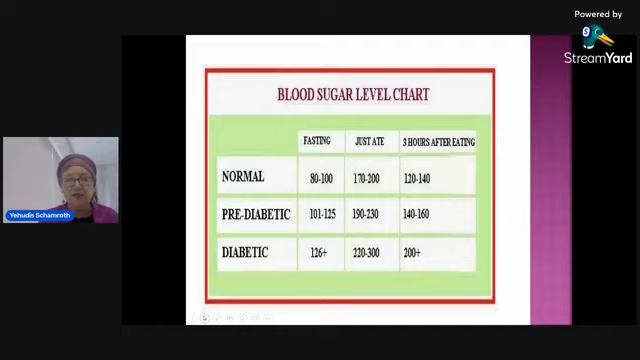 Powered by
StreamYard
BLOOD SUGAR LEVEL CHART
FASTING JUST ATE 3 HOURS AFTER EATING
NORMAL 80-100 170-200 120-140
PRE-DIABETIC 101-125 190-230 140-160
DIABETIC 126+ 220-300 200+
Yehudis Schamroth